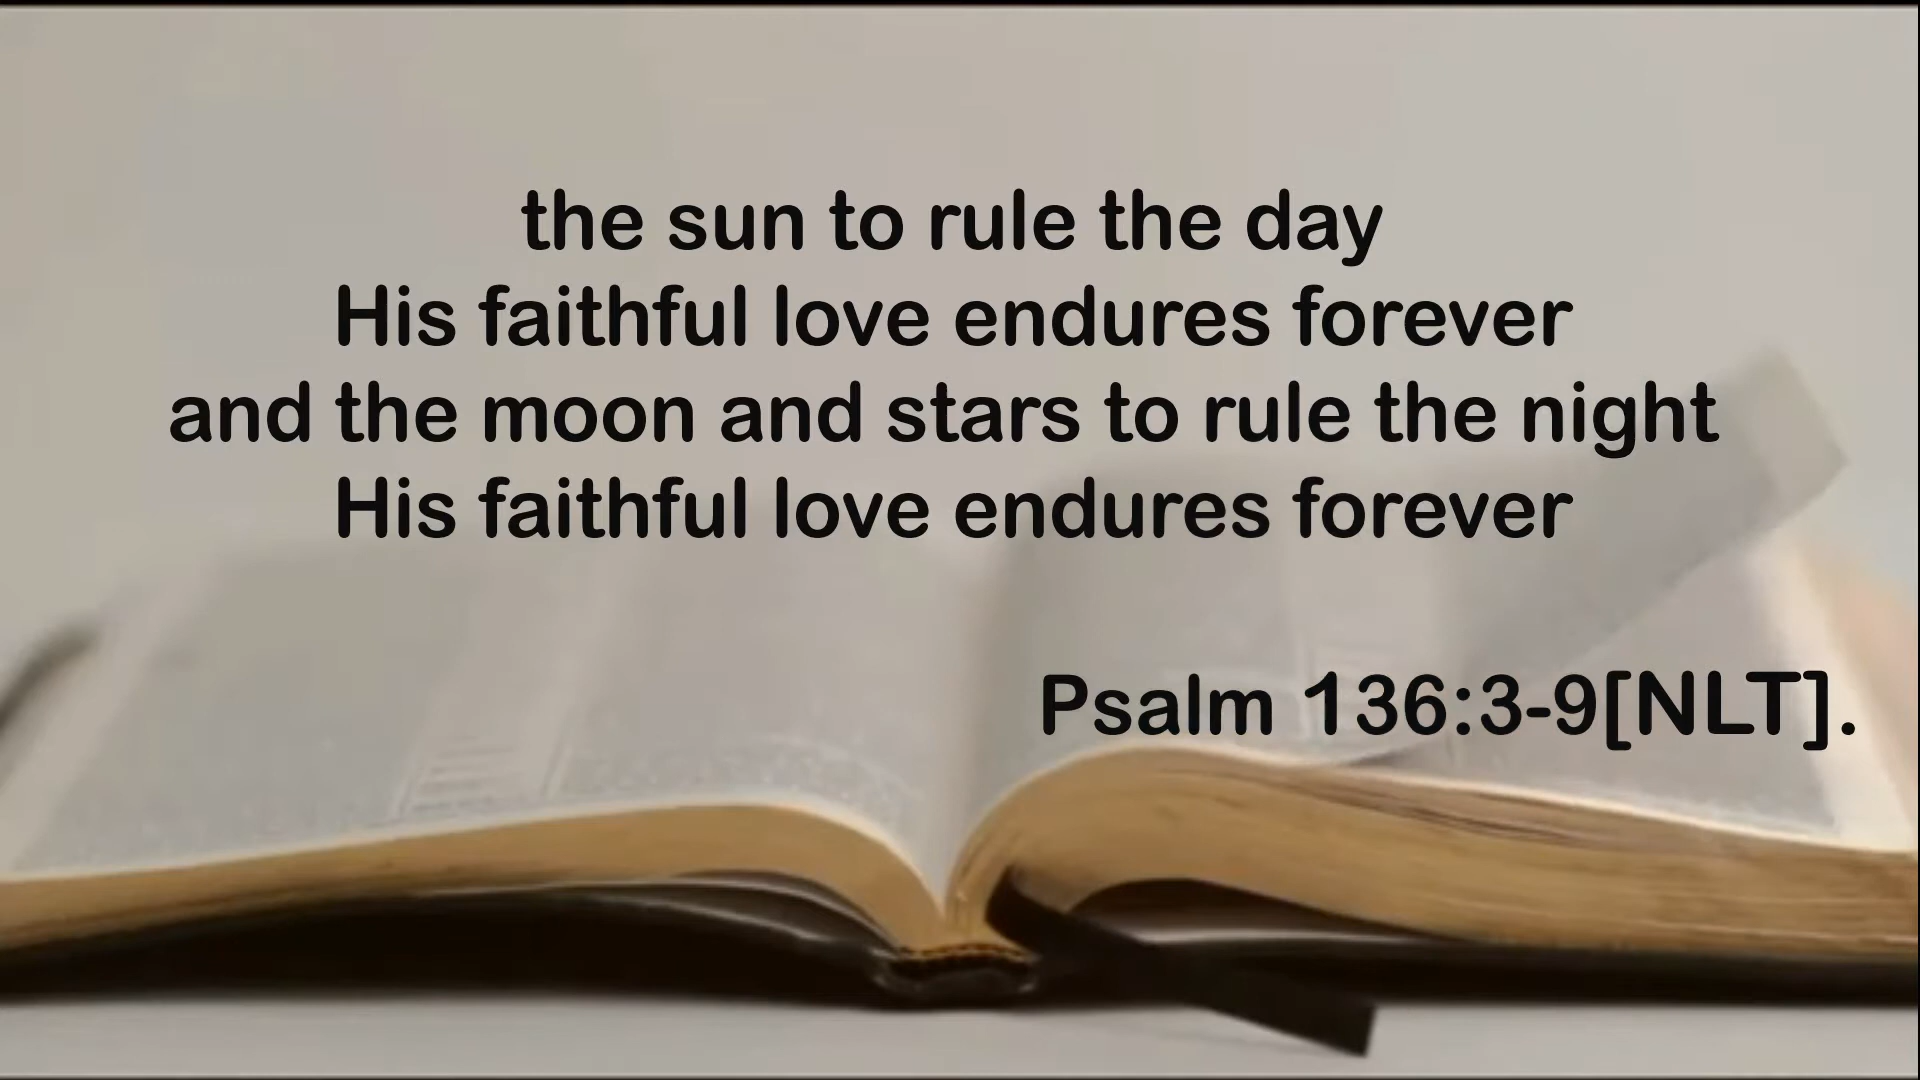 the sun to rule the day
His faithful love endures forever
and the moon and stars to rule the night
His faithful love endures forever
Psalm 136:3-9[NLT].